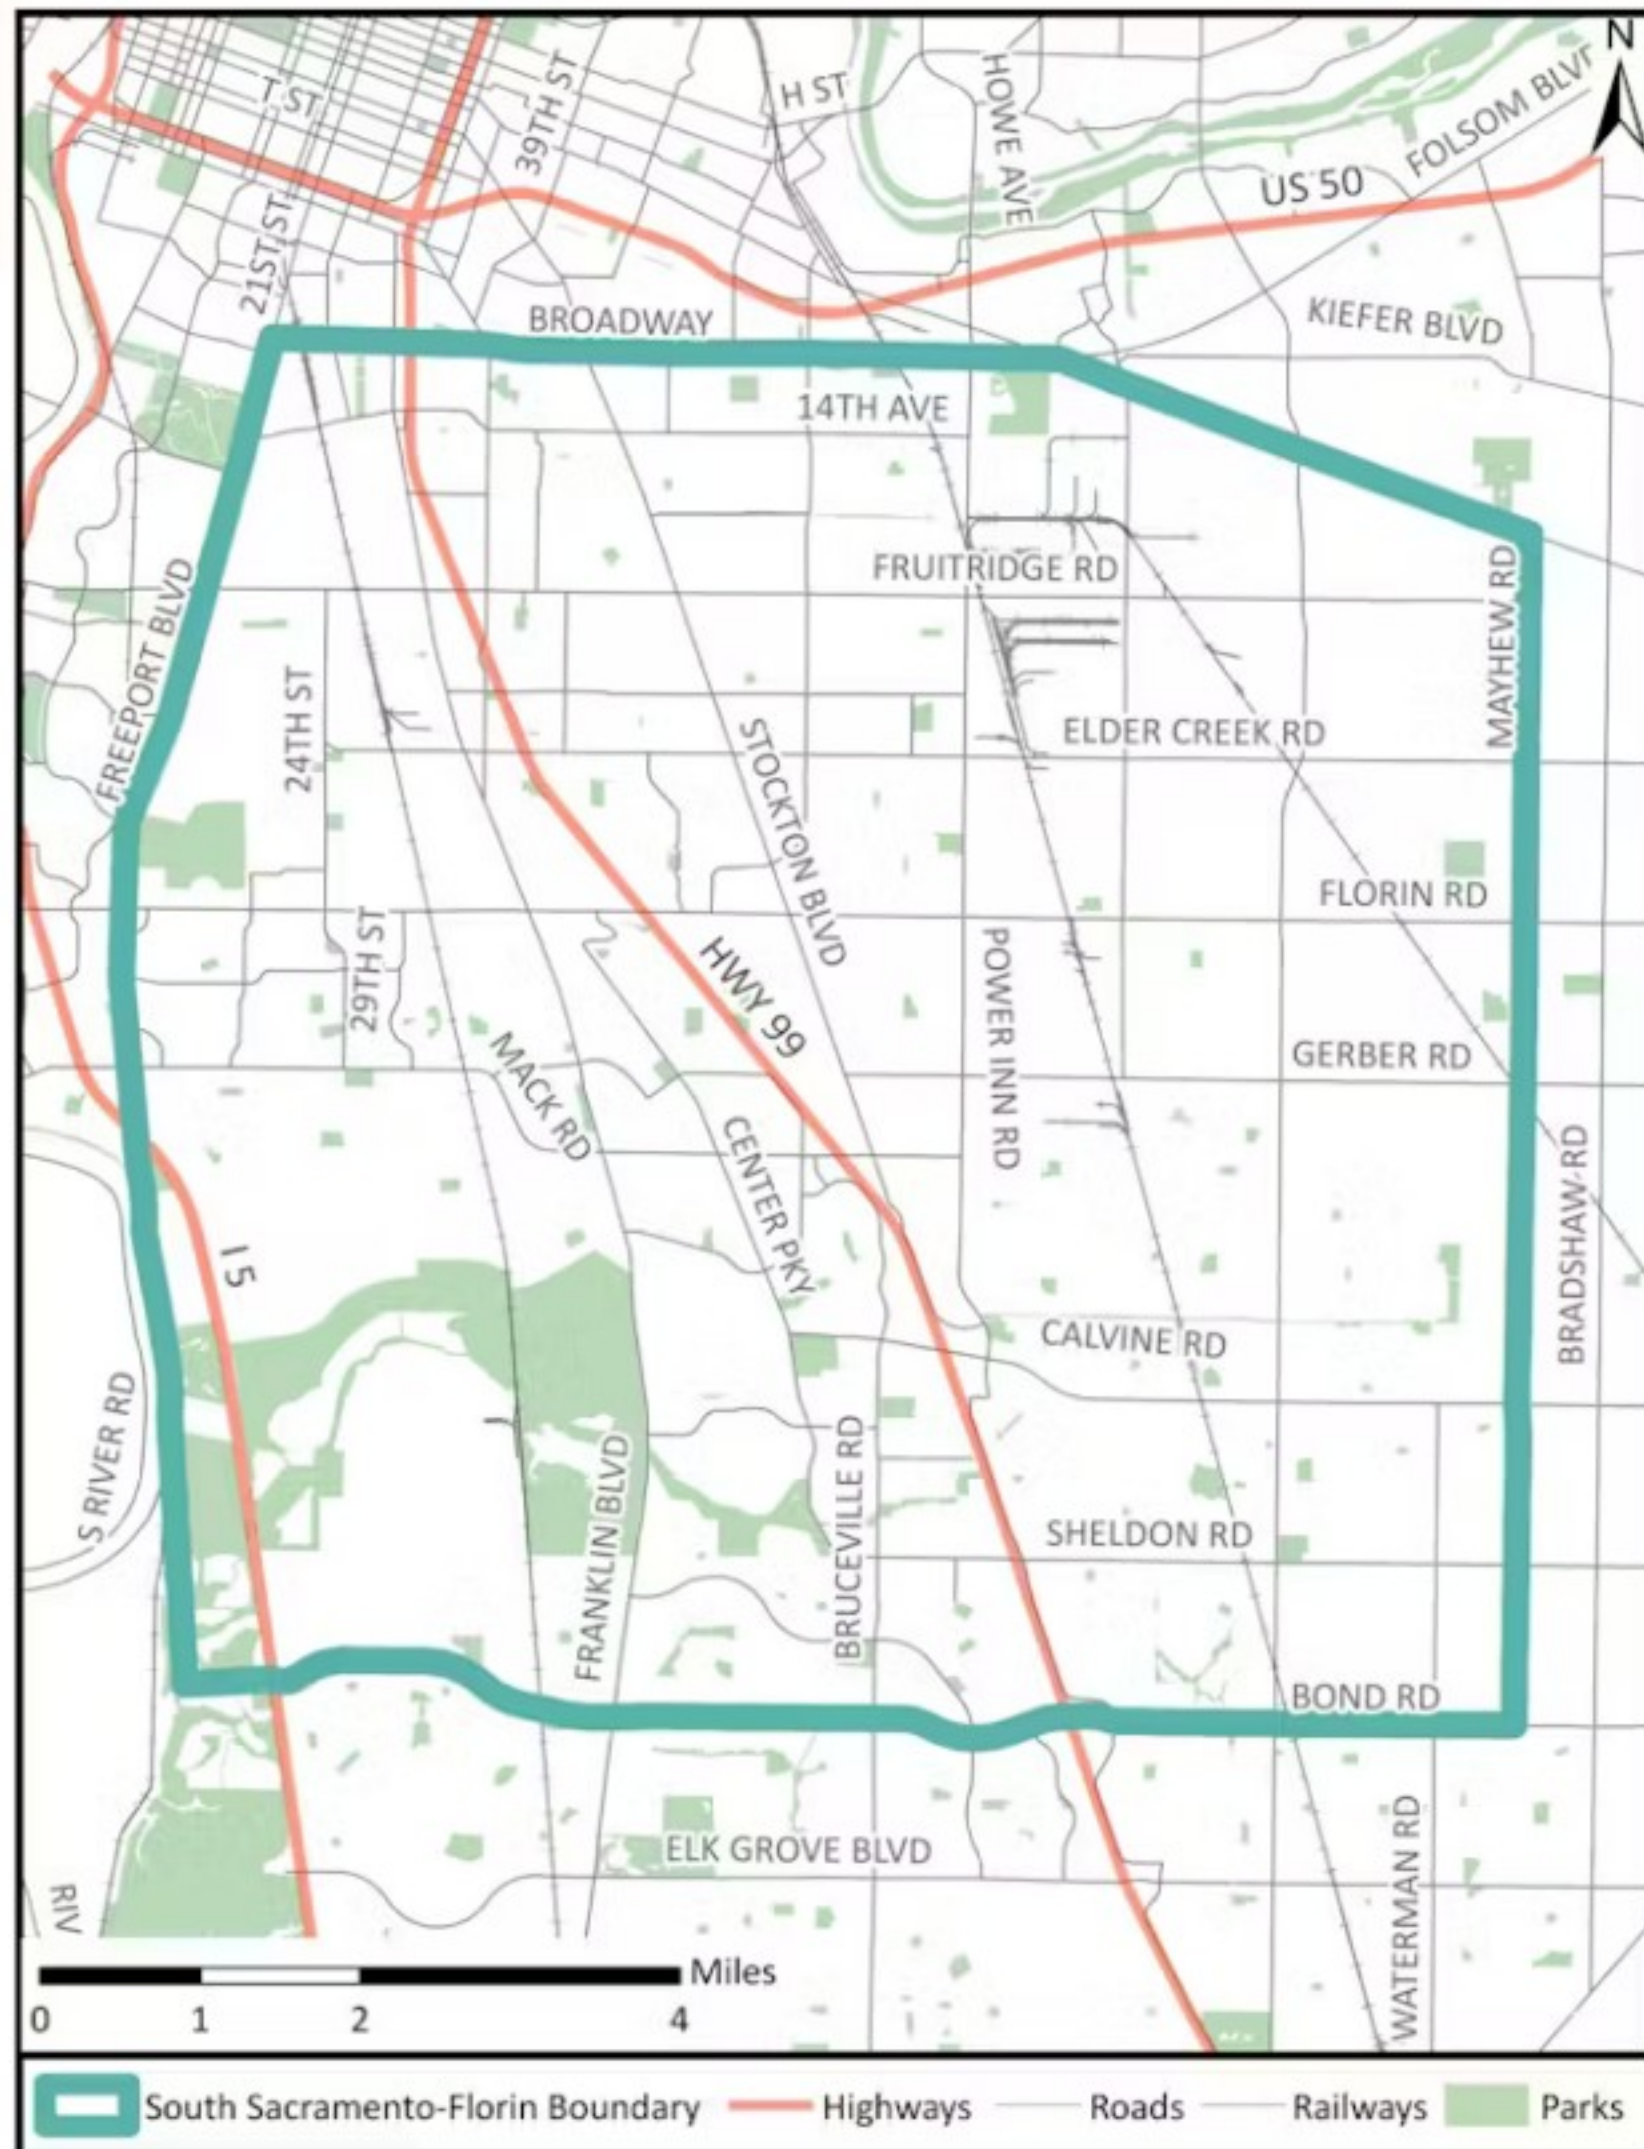 N
T ST
39TH ST
H ST
HOWE AVE
FOLSOM BLV
US 50
21ST ST
BROADWAY
KIEFER BLVD
14TH AVE
FRUITRIDGE RD
MAYHEW RD
FREEPORT BLVD
24TH ST
STOCKTON BLVD
ELDER CREEK RD
FLORIN RD
29TH ST
HWY 99
POWER INN RD
MACK RD
GERBER RD
CENTER PKY
BRADSHAW RD
I 5
CALVINE RD
S RIVER RD
FRANKLIN BLVD
BRUCEVILLE RD
SHELDON RD
BOND RD
ELK GROVE BLVD
WATERMAN RD
RIV
Miles
0 1 2 4
South Sacramento-Florin Boundary Highways Roads Railways Parks